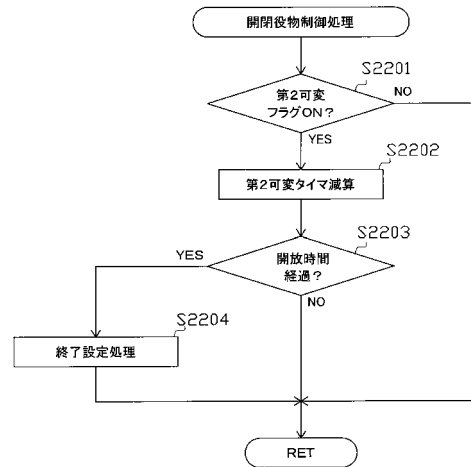 開閉役物制御処理
S2201
第2可変
フラグON?
NO
YES
S2202
第2可変タイマ減算
S2203
開放時間
経過?
YES
NO
S2204
終了設定処理
RET